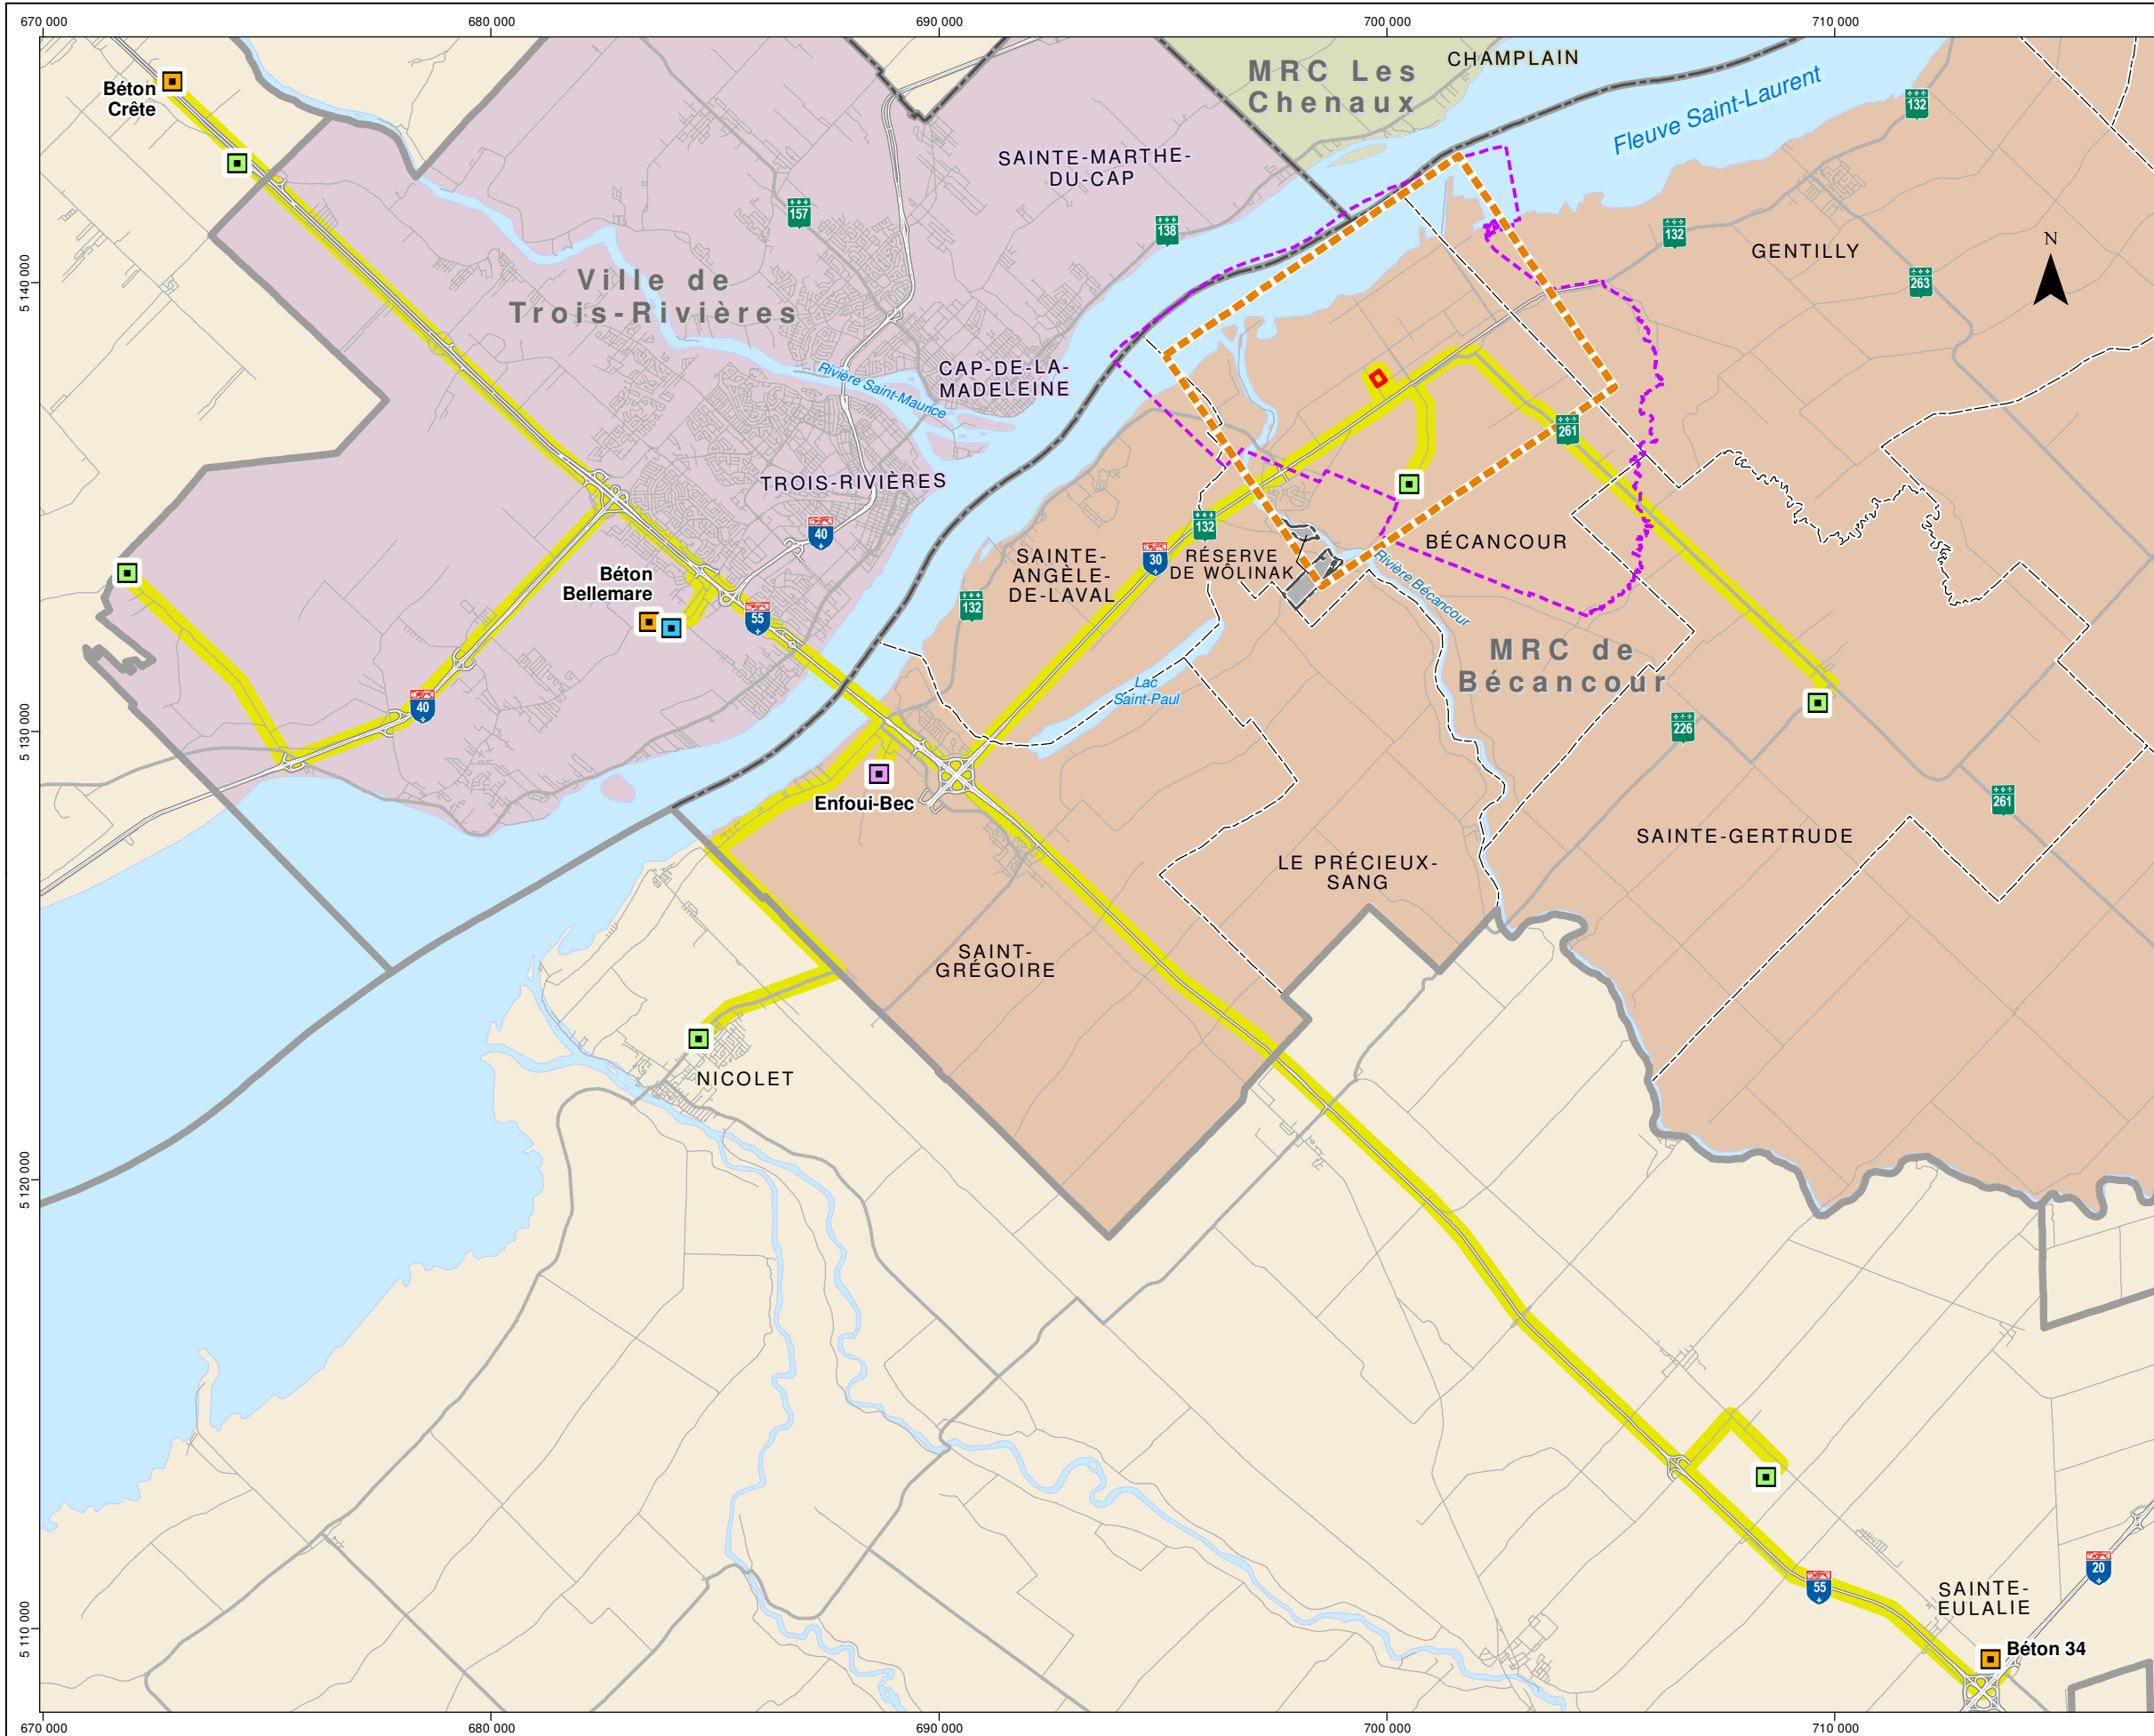 670 000
680 000
690 000
700 000
710 000
Béton
Crête
MRC Les
Chenaux
CHAMPLAIN
Fleuve Saint-Laurent
132
SAINTE-MARTHE-
DU-CAP
157
138
132
GENTILLY
N
263
5 140 000
Ville de
Trois-Rivières
Rivière Saint-Maurice
CAP-DE-LA-
MADELEINE
261
TROIS-RIVIÈRES
40
132
30
SAINTE-
ANGÈLE-
DE-LAVAL
RÉSERVE
DE WÔLINAK
BÉCANCOUR
Rivière Bécancour
Béton
Bellemare
55
132
MRC de
Bécancour
Lac
Saint-Paul
40
5 130 000
226
Enfoui-Bec
261
SAINTE-GERTRUDE
LE PRÉCIEUX-
SANG
SAINT-
GRÉGOIRE
NICOLET
5 120 000
20
55
SAINTE-
EULALIE
5 110 000
Béton 34
670 000
680 000
690 000
700 000
710 000